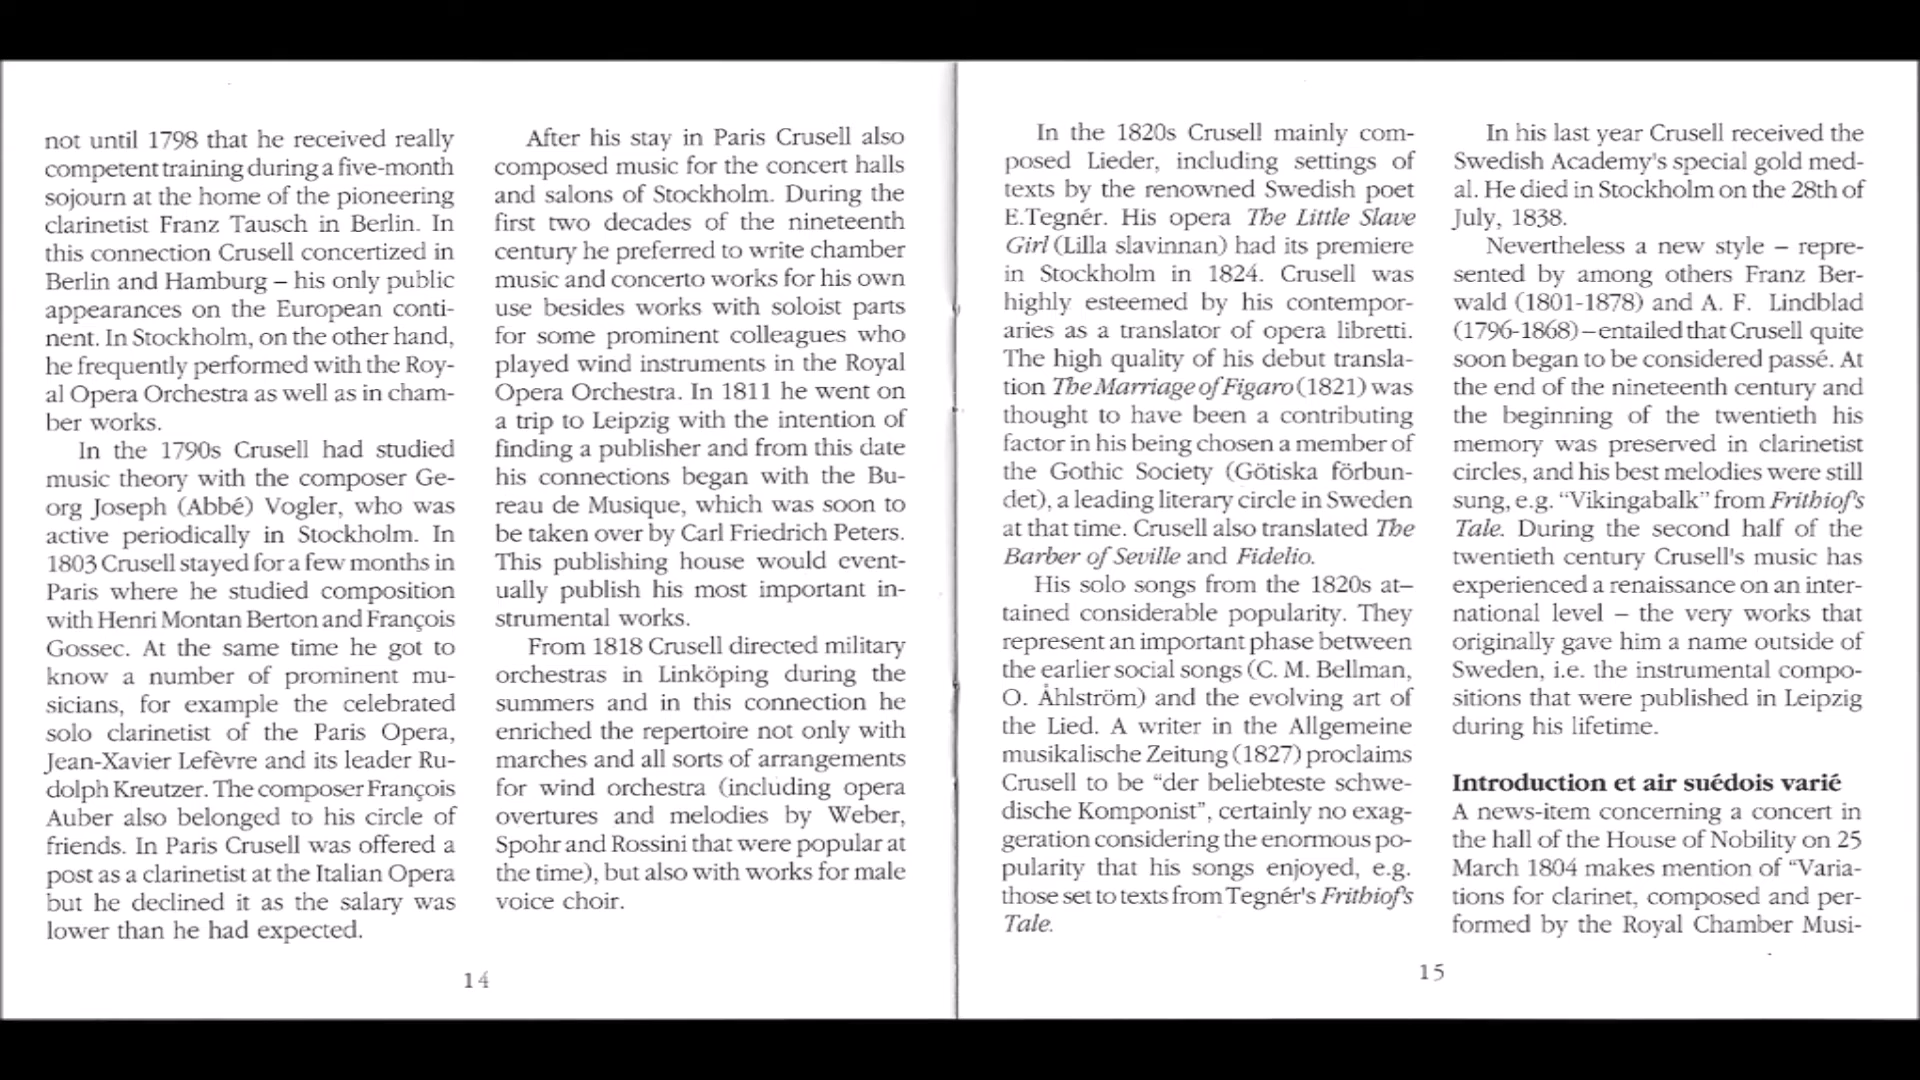 not until 1798 that he received really
competent training during a five-month
sojourn at the home of the pioneering
clarinetist Franz Tausch in Berlin. In
this connection Crusell concertized in
Berlin and Hamburg – his only public
appearances on the European conti-
nent. In Stockholm, on the other hand,
he frequently performed with the Roy-
al Opera Orchestra as well as in cham-
ber works.
In the 1790s Crusell had studied
music theory with the composer Ge-
org Joseph (Abbé) Vogler, who was
active periodically in Stockholm. In
1803 Crusell stayed for a few months in
Paris where he studied composition
with Henri Montan Berton and François
Gossec. At the same time he got to
know a number of prominent mu-
sicians, for example the celebrated
solo clarinetist of the Paris Opera,
Jean-Xavier Lefèvre and its leader Ru-
dolph Kreutzer. The composer François
Auber also belonged to his circle of
friends. In Paris Crusell was offered a
post as a clarinetist at the Italian Opera
but he declined it as the salary was
lower than he had expected.
After his stay in Paris Crusell also
composed music for the concert halls
and salons of Stockholm. During the
first two decades of the nineteenth
century he preferred to write chamber
music and concerto works for his own
use besides works with soloist parts
for some prominent colleagues who
played wind instruments in the Royal
Opera Orchestra. In 1811 he went on
a trip to Leipzig with the intention of
finding a publisher and from this date
his connections began with the Bu-
reau de Musique, which was soon to
be taken over by Carl Friedrich Peters.
This publishing house would event-
ually publish his most important in-
strumental works.
From 1818 Crusell directed military
orchestras in Linköping during the
summers and in this connection he
enriched the repertoire not only with
marches and all sorts of arrangements
for wind orchestra (including opera
overtures and melodies by Weber,
Spohr and Rossini that were popular at
the time), but also with works for male
voice choir.
14
In the 1820s Crusell mainly com-
posed Lieder, including settings of
texts by the renowned Swedish poet
E.Tegnér. His opera The Little Slave
Girl (Lilla slavinnan) had its premiere
in Stockholm in 1824. Crusell was
highly esteemed by his contempor-
aries as a translator of opera libretti.
The high quality of his debut transla-
tion The Marriage of Figaro (1821) was
thought to have been a contributing
factor in his being chosen a member of
the Gothic Society (Götiska förbun-
det), a leading literary circle in Sweden
at that time. Crusell also translated The
Barber of Seville and Fidelio.
His solo songs from the 1820s at–
tained considerable popularity. They
represent an important phase between
the earlier social songs (C. M. Bellman,
O. Åhlström) and the evolving art of
the Lied. A writer in the Allgemeine
musikalische Zeitung (1827) proclaims
Crusell to be “der beliebteste schwe-
dische Komponist”, certainly no exag-
geration considering the enormous po-
pularity that his songs enjoyed, e.g.
those set to texts from Tegnér's Frithiof's
Tale.
In his last year Crusell received the
Swedish Academy's special gold med-
al. He died in Stockholm on the 28th of
July, 1838.
Nevertheless a new style – repre-
sented by among others Franz Ber-
wald (1801-1878) and A. F. Lindblad
(1796-1868) – entailed that Crusell quite
soon began to be considered passé. At
the end of the nineteenth century and
the beginning of the twentieth his
memory was preserved in clarinetist
circles, and his best melodies were still
sung, e.g. “Vikingabalk” from Frithiof's
Tale. During the second half of the
twentieth century Crusell's music has
experienced a renaissance on an inter-
national level – the very works that
originally gave him a name outside of
Sweden, i.e. the instrumental compo-
sitions that were published in Leipzig
during his lifetime.
Introduction et air suédois varié
A news-item concerning a concert in
the hall of the House of Nobility on 25
March 1804 makes mention of “Varia-
tions for clarinet, composed and per-
formed by the Royal Chamber Musi-
15